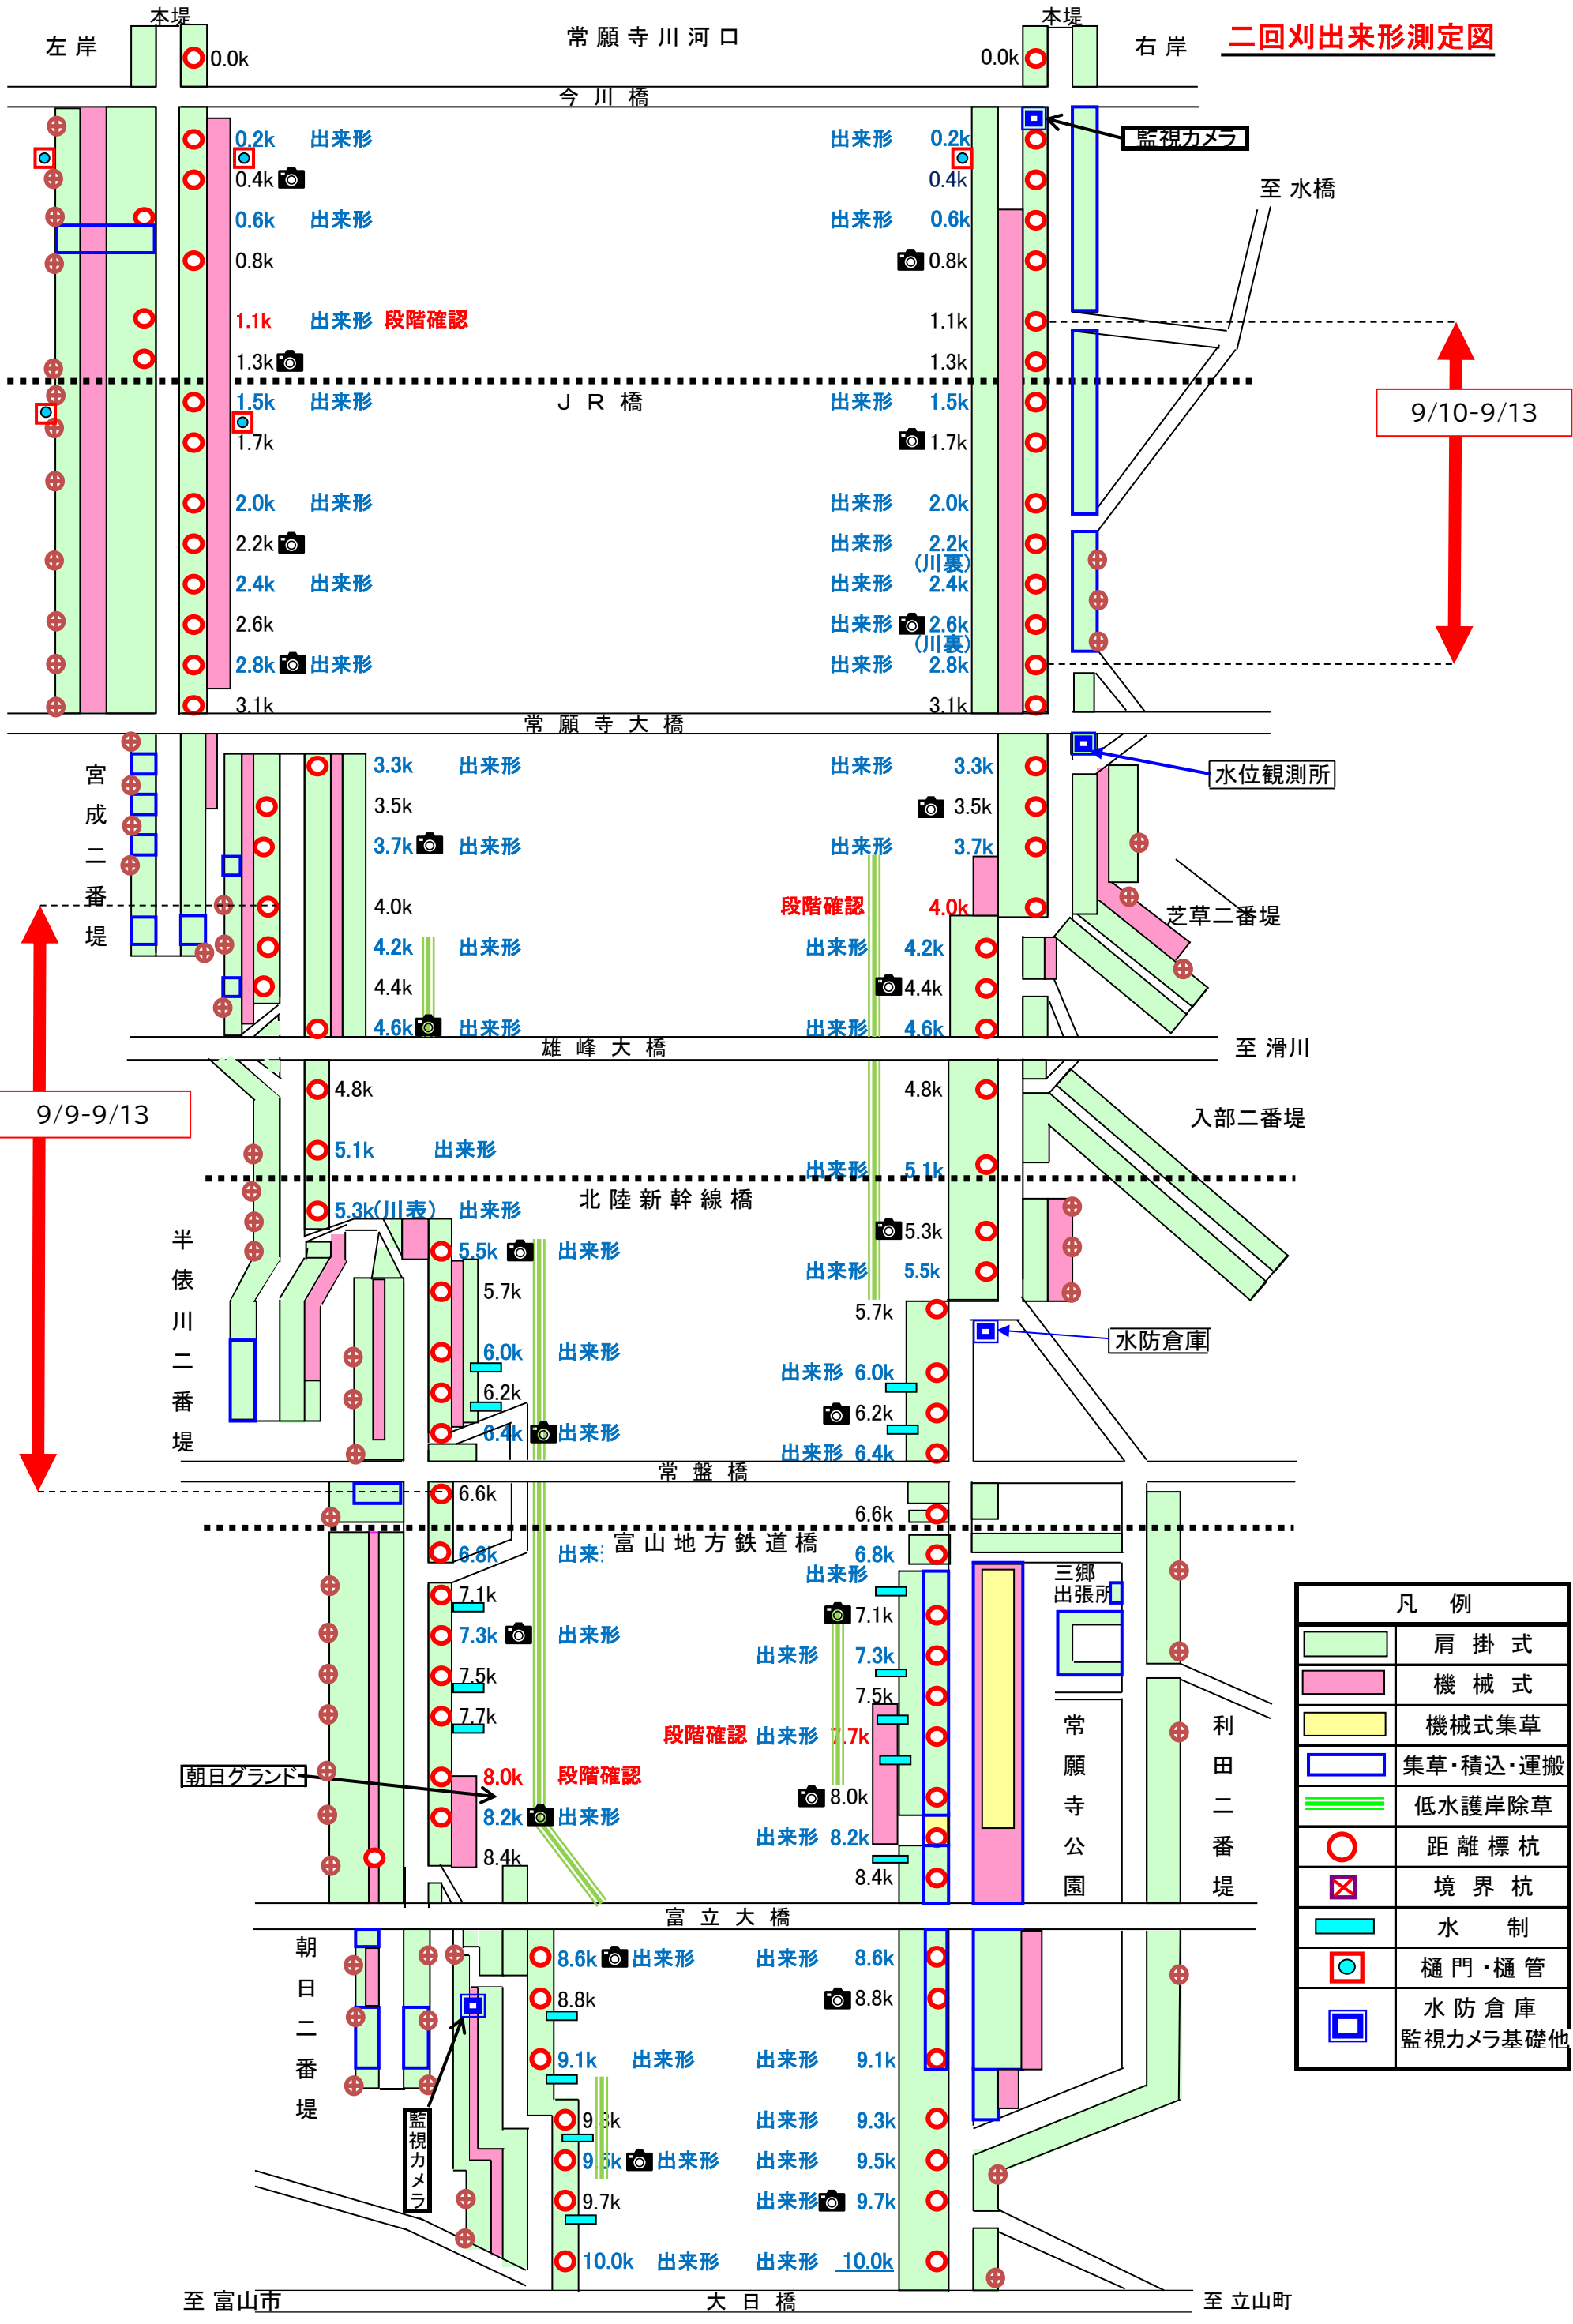 本堤
本堤
左 岸
常 願 寺 川 河 口
右 岸
二回刈出来形測定図
0.0k
0.0k
今 川 橋
監視カメラ
0.2k 出来形
出来形 0.2k
0.4k
0.4k
至 水橋
0.6k 出来形
出来形 0.6k
0.8k
0.8k
1.1k 出来形 段階確認
1.1k
1.3k
1.3k
J R 橋
1.5k 出来形
出来形 1.5k
9/10-9/13
1.7k
1.7k
2.0k 出来形
出来形 2.0k
2.2k
出来形 2.2k
(川裏)
2.4k 出来形
出来形 2.4k
2.6k
出来形 2.6k
(川裏)
2.8k 出来形
出来形 2.8k
3.1k
3.1k
常 願 寺 大 橋
宮成二番堤
3.3k 出来形
出来形 3.3k
水位観測所
3.5k
3.5k
3.7k 出来形
出来形 3.7k
4.0k
段階確認 4.0k
芝草二番堤
4.2k 出来形
出来形 4.2k
4.4k
4.4k
4.6k 出来形
出来形 4.6k
雄 峰 大 橋
至 滑川
4.8k
4.8k
9/9-9/13
入部二番堤
5.1k 出来形
出来形 5.1k
北 陸 新 幹 線 橋
5.3k(川表) 出来形
5.3k
半俵川二番堤
5.5k 出来形
出来形 5.5k
5.7k
5.7k
水防倉庫
6.0k 出来形
出来形 6.0k
6.2k
6.2k
6.4k 出来形
出来形 6.4k
常 盤 橋
6.6k
6.6k
富 山 地 方 鉄 道 橋
6.8k 出来
6.8k
出来形
三郷
出張所
7.1k
7.1k
7.3k 出来形
出来形 7.3k
7.5k
7.5k
7.7k
段階確認 出来形 7.7k
常願寺公園
利田二番堤
朝日グランド
8.0k 段階確認
8.0k
8.2k 出来形
出来形 8.2k
8.4k
8.4k
富 立 大 橋
朝日二番堤
8.6k 出来形
出来形 8.6k
8.8k
8.8k
9.1k 出来形
出来形 9.1k
監視カメラ
9.3k
出来形 9.3k
9.5k 出来形
出来形 9.5k
9.7k
出来形 9.7k
10.0k 出来形
出来形 10.0k
至 富山市
大 日 橋
至 立山町
凡 例
肩 掛 式
機 械 式
機械式集草
集草・積込・運搬
低水護岸除草
距 離 標 杭
境 界 杭
水 制
樋 門 ・ 樋 管
水 防 倉 庫
監視カメラ基礎他